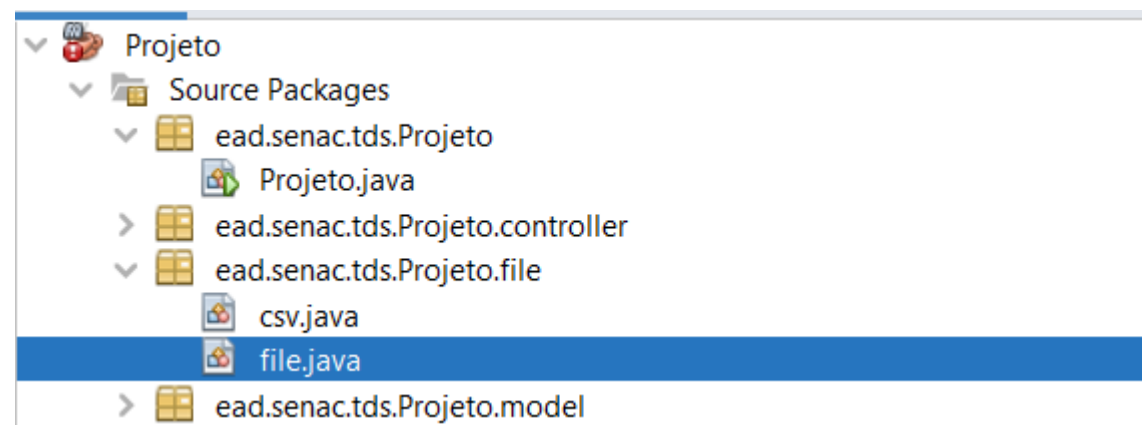 Projeto
Source Packages
ead.senac.tds.Projeto
Projeto.java
ead.senac.tds.Projeto.controller
ead.senac.tds.Projeto.file
csv.java
file.java
ead.senac.tds.Projeto.model